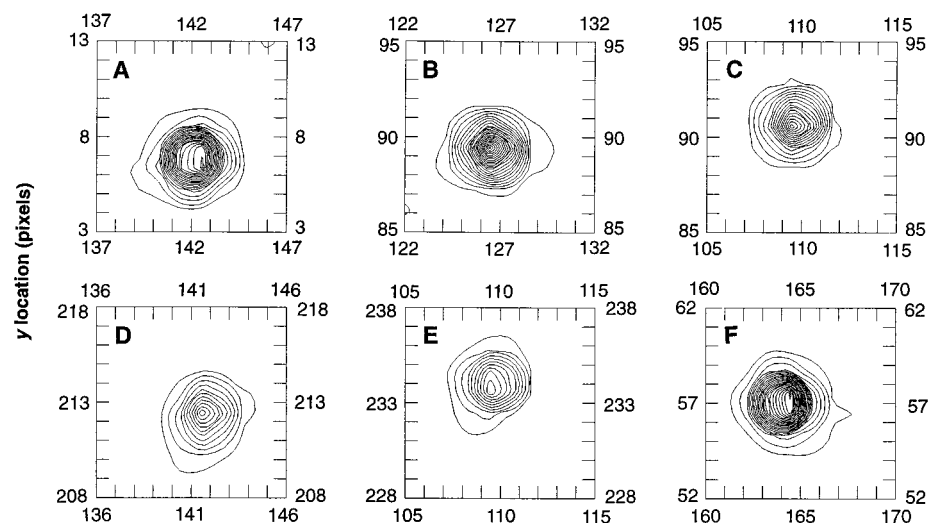 137 142 147 122 127 132 105 110 115
13 13 95 95 95 95
A B C
8 8 90 90 90 90
3 3 85 85 85 85
137 142 147 122 127 132 105 110 115
y location (pixels)
136 141 146 105 110 115 160 165 170
218 218 238 238 62 62
D E F
213 213 233 233 57 57
208 208 228 228 52 52
136 141 146 105 110 115 160 165 170